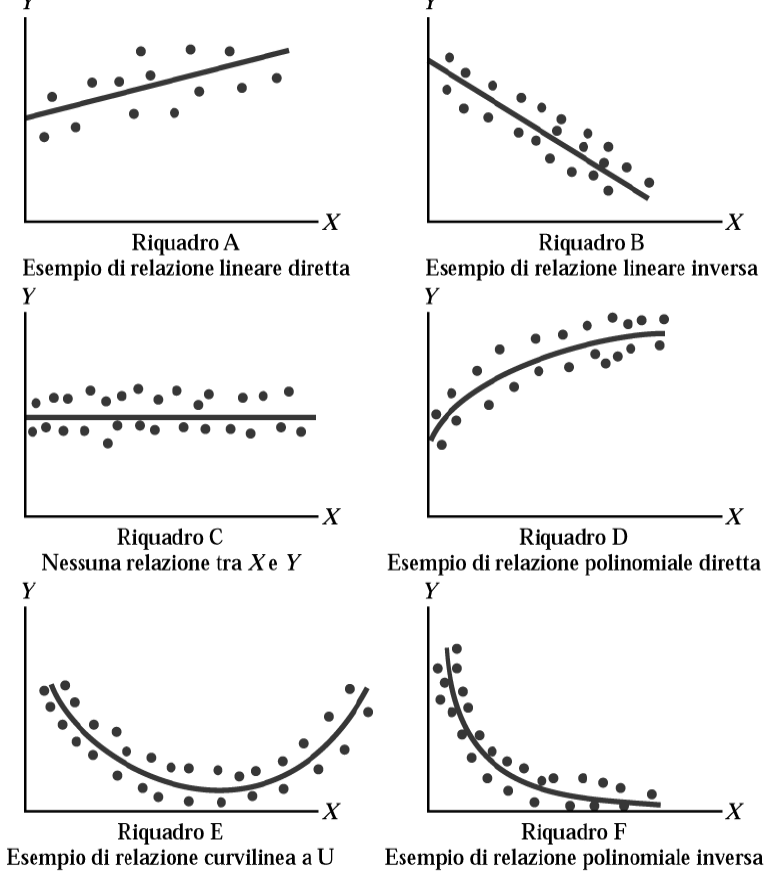 Y
Y
X
X
Riquadro A
Riquadro B
Esempio di relazione lineare diretta
Esempio di relazione lineare inversa
Y
Y
X
X
Riquadro C
Riquadro D
Nessuna relazione tra X e Y
Esempio di relazione polinomiale diretta
Y
Y
X
X
Riquadro E
Riquadro F
Esempio di relazione curvilinea a U
Esempio di relazione polinomiale inversa